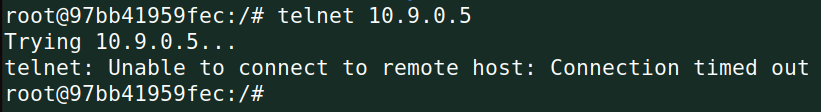 root@97bb41959fec:/# telnet 10.9.0.5
Trying 10.9.0.5...
telnet: Unable to connect to remote host: Connection timed out
root@97bb41959fec:/#